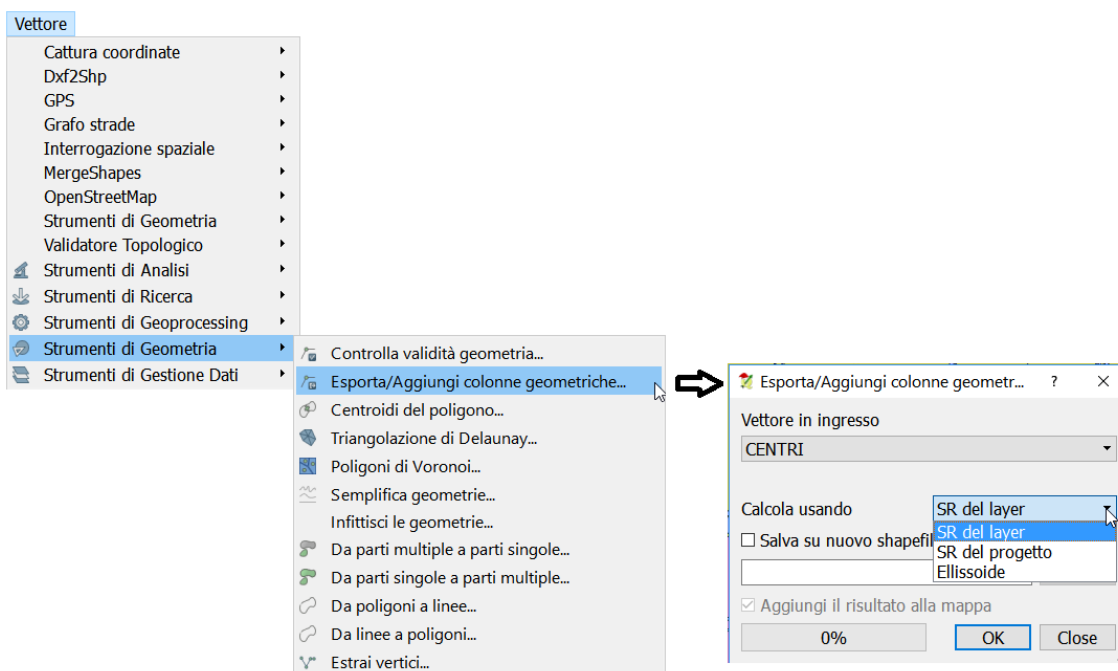 Vettore
Cattura coordinate
Dxf2Shp
GPS
Grafo strade
Interrogazione spaziale
MergeShapes
OpenStreetMap
Strumenti di Geometria
Validatore Topologico
Strumenti di Analisi
Strumenti di Ricerca
Strumenti di Geoprocessing
Strumenti di Geometria
Strumenti di Gestione Dati
Controlla validità geometria...
Esporta/Aggiungi colonne geometriche...
Centroidi del poligono...
Triangolazione di Delaunay...
Poligoni di Voronoi...
Semplifica geometrie...
Infittisci le geometrie...
Da parti multiple a parti singole...
Da parti singole a parti multiple...
Da poligoni a linee...
Da linee a poligoni...
Estrai vertici...
Esporta/Aggiungi colonne geometr... ?
Vettore in ingresso
CENTRI
Calcola usando SR del layer
SR del layer
Salva su nuovo shapefil
SR del progetto
Ellissoide
Aggiungi il risultato alla mappa
0% OK Close